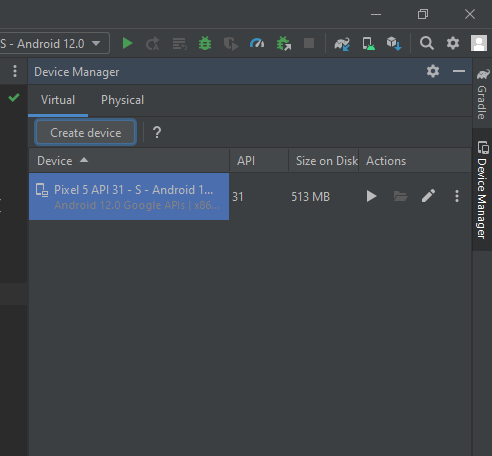 S - Android 12.0
Device Manager
Virtual Physical
Create device ?
Device API Size on Disk Actions
Pixel 5 API 31 - S - Android 1... 31 513 MB
Android 12.0 Google APIs | x86...
Gradle
Device Manager